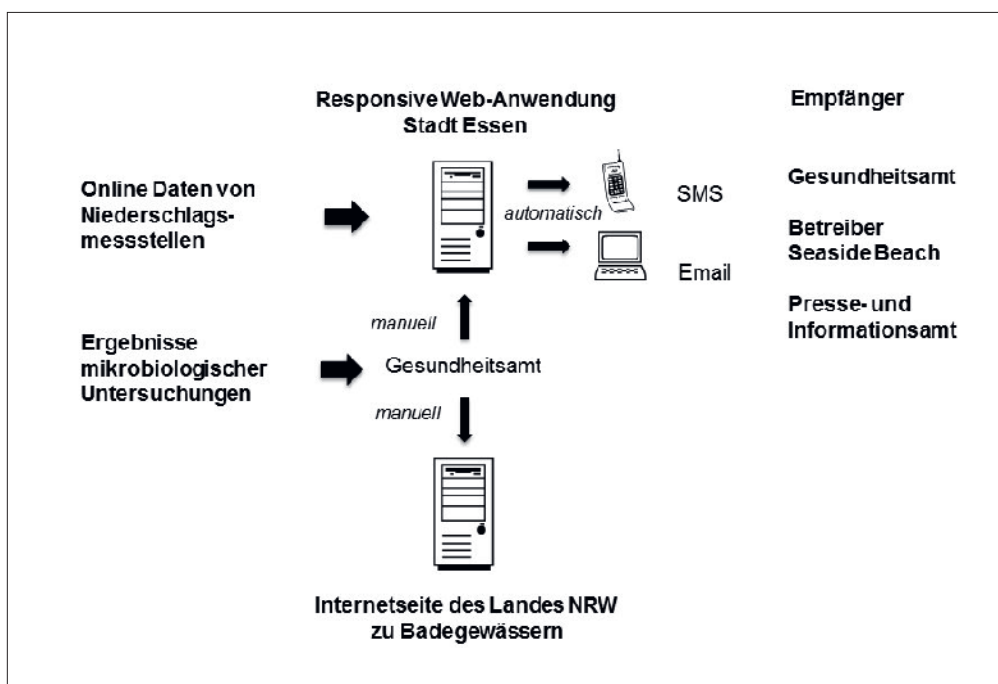 Responsive Web-Anwendung
Stadt Essen
Empfänger
Online Daten von
Niederschlags-
messstellen
automatisch
SMS
Email
Gesundheitsamt
Betreiber
Seaside Beach
Presse- und
Informationsamt
manuell
Ergebnisse
mikrobiologischer
Untersuchungen
Gesundheitsamt
manuell
Internetseite des Landes NRW
zu Badegewässern